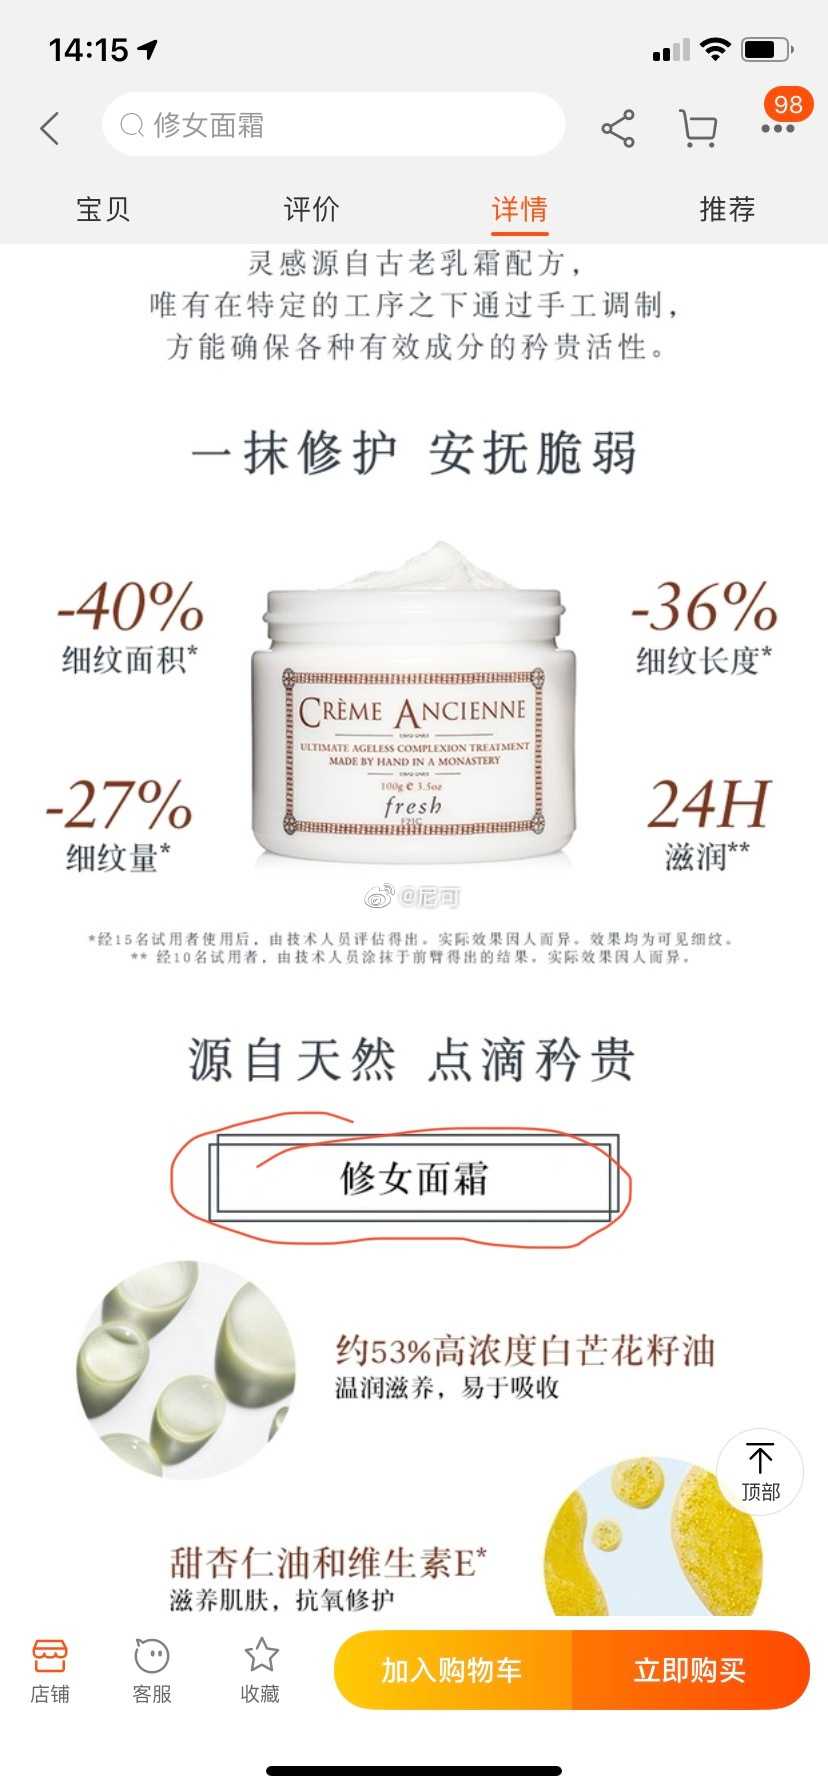 14:15
修女面霜
98
宝贝 评价 详情 推荐
灵感源自古老乳霜配方，
唯有在特定的工序之下通过手工调制，
方能确保各种有效成分的矜贵活性。
一抹修护 安抚脆弱
-40%
细纹面积*
-36%
细纹长度*
CRÈME ANCIENNE
ULTIMATE AGELESS COMPLEXION TREATMENT
MADE BY HAND IN A MONASTERY
100g e 3.5oz
fresh
-27%
细纹量*
24H
滋润**
@尼可
*经15名试用者使用后，由技术人员评估得出。实际效果因人而异。效果均为可见细纹。
** 经10名试用者，由技术人员涂抹于前臂得出的结果。实际效果因人而异。
源自天然 点滴矜贵
修女面霜
约53%高浓度白芒花籽油
温润滋养，易于吸收
顶部
甜杏仁油和维生素E*
滋养肌肤，抗氧修护
店铺 客服 收藏 加入购物车 立即购买